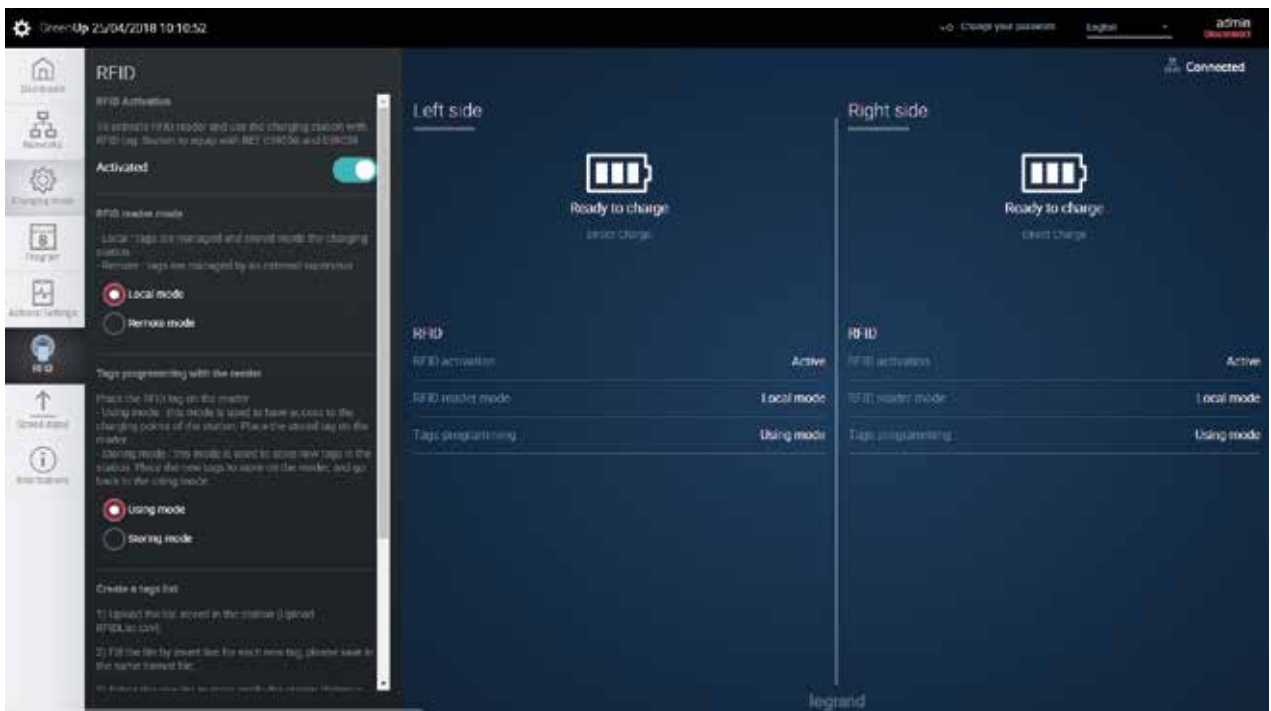 GreenUp 25/04/2018 10:10:52
Change your password
English
admin
Disconnect
Connected
Dashboard
Networks
Charging mode
Program
Advanced Settings
RFID
Informations
RFID
RFID Activation
To activate RFID reader and use the charging station with
RFID tag. Station to equip with REF
Activated
RFID reader mode
- Local : tags are managed and stored inside the charging
station
- Remote : tags are managed by an external supervisor
Local mode
Remote mode
Tags programming with the reader
Place the RFID tag on the reader
- Using mode : this mode is used to have access to the
charging points of the station. Place the stored tag on the
reader
- Storing mode : this mode is used to store new tags in the
station. Place the new tags to store on the reader, and go
back to the using mode
Using mode
Storing mode
Create a tags list
1) Upload the list stored in the station (Upload
RFIDList.csv)
2) Fill the file by insert line for each new tag, please save in
the same format file
Left side
Ready to charge
Direct Charge
RFID
RFID activation Active
RFID reader mode Local mode
Tags programming Using mode
Right side
Ready to charge
Direct Charge
RFID
RFID activation Active
RFID reader mode Local mode
Tags programming Using mode
legrand